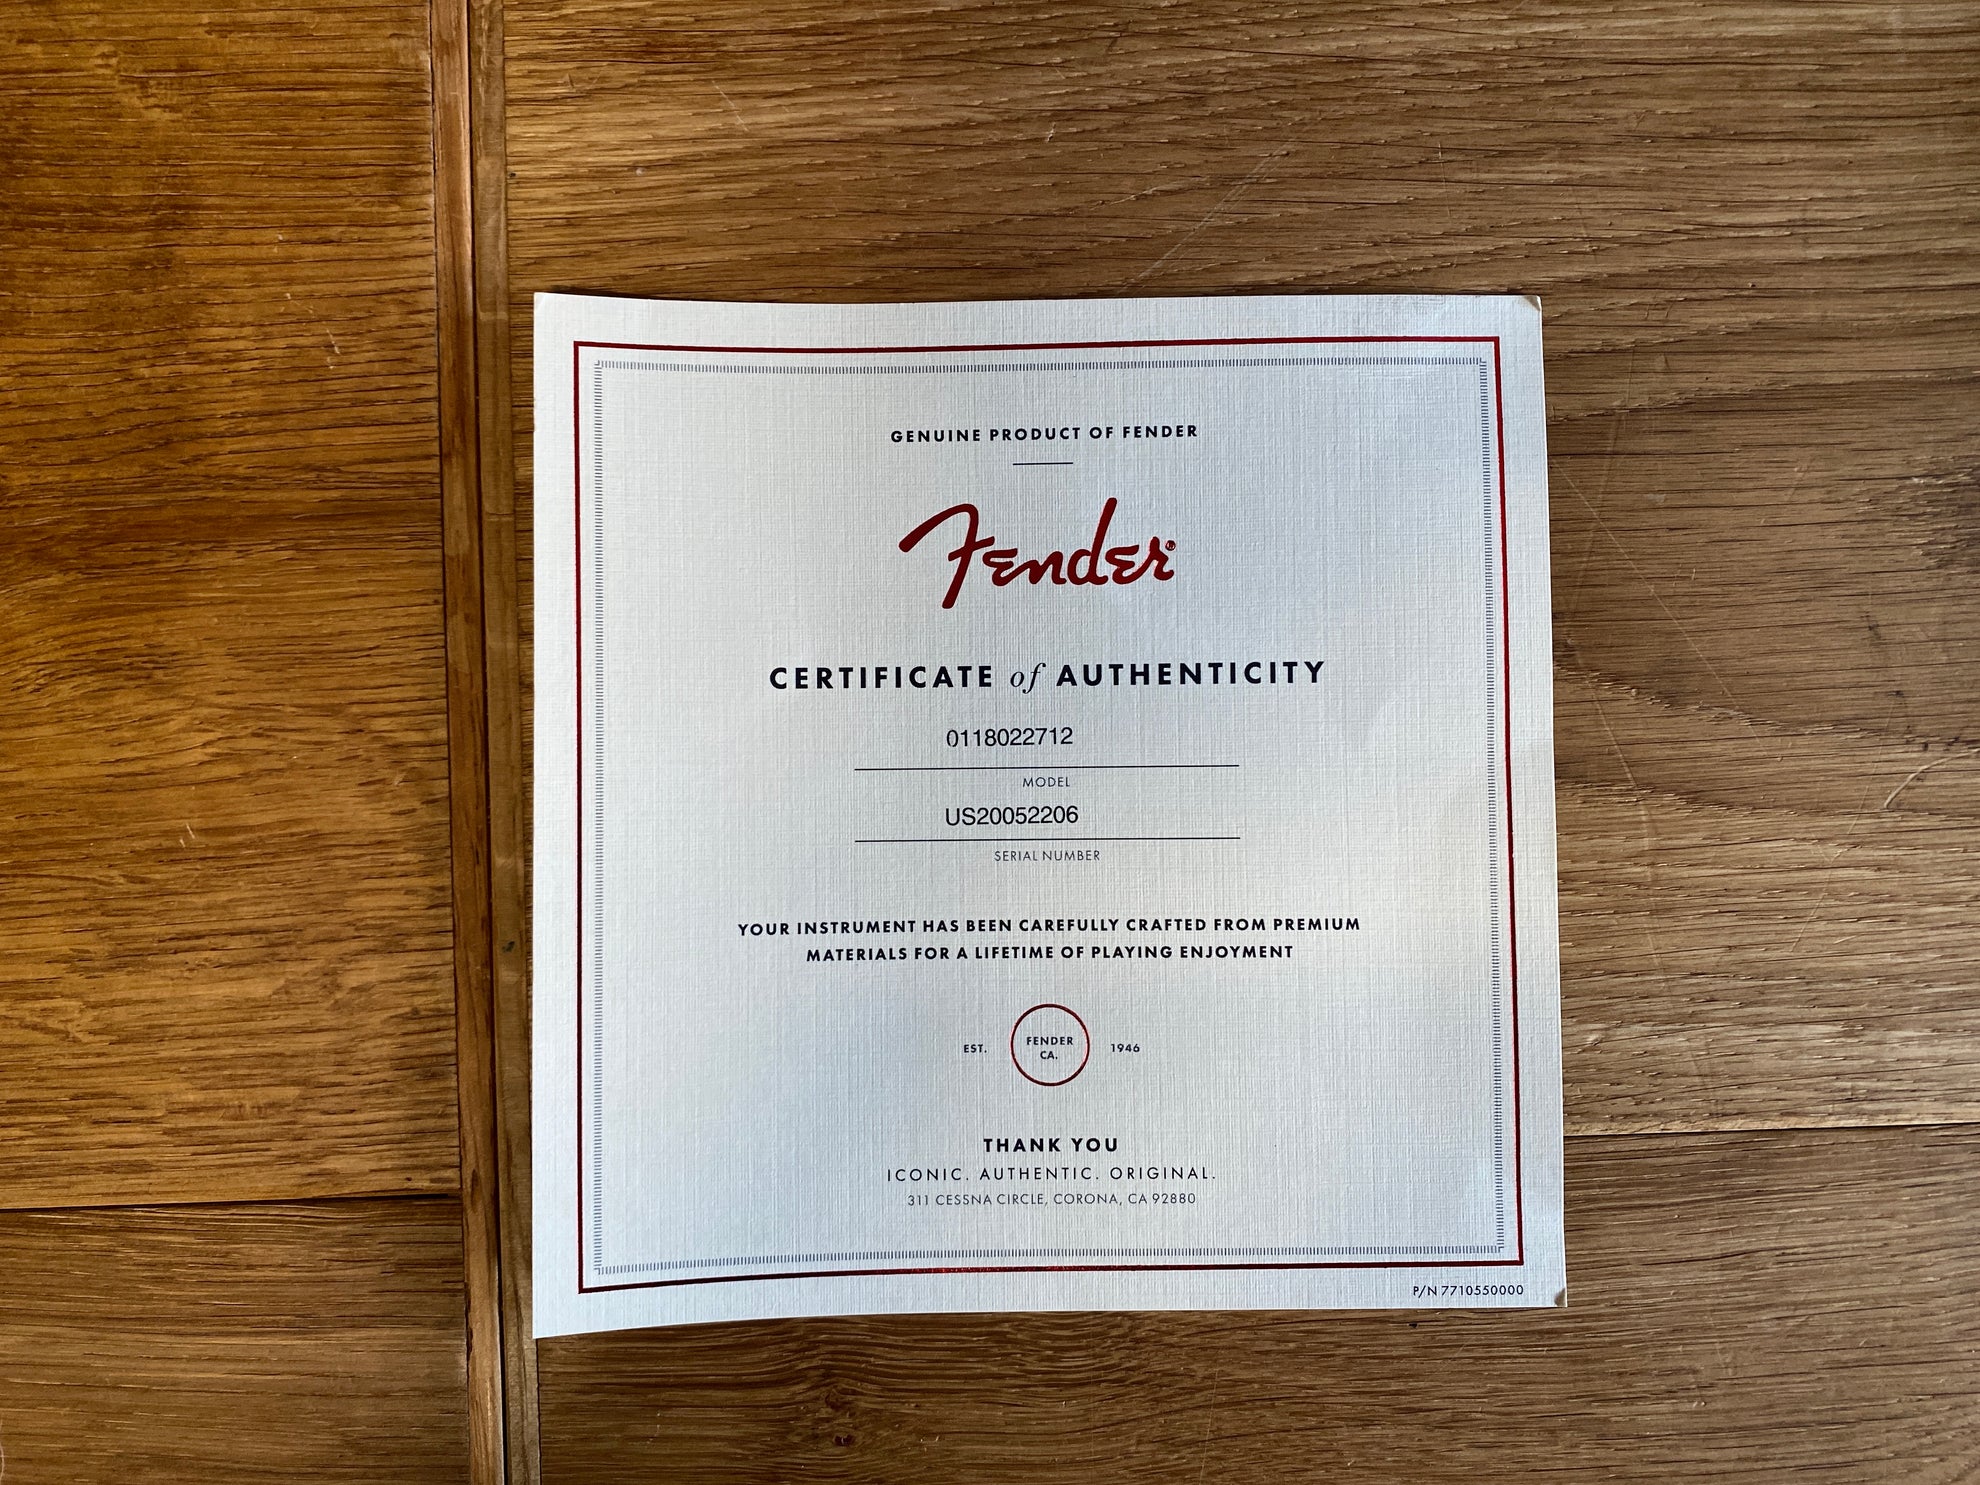 GENUINE PRODUCT OF FENDER
Fender®
CERTIFICATE of AUTHENTICITY
0118022712
MODEL
US20052206
SERIAL NUMBER
YOUR INSTRUMENT HAS BEEN CAREFULLY CRAFTED FROM PREMIUM
MATERIALS FOR A LIFETIME OF PLAYING ENJOYMENT
EST. FENDER CA. 1946
THANK YOU
ICONIC. AUTHENTIC. ORIGINAL.
311 CESSNA CIRCLE, CORONA, CA 92880
P/N 7710550000